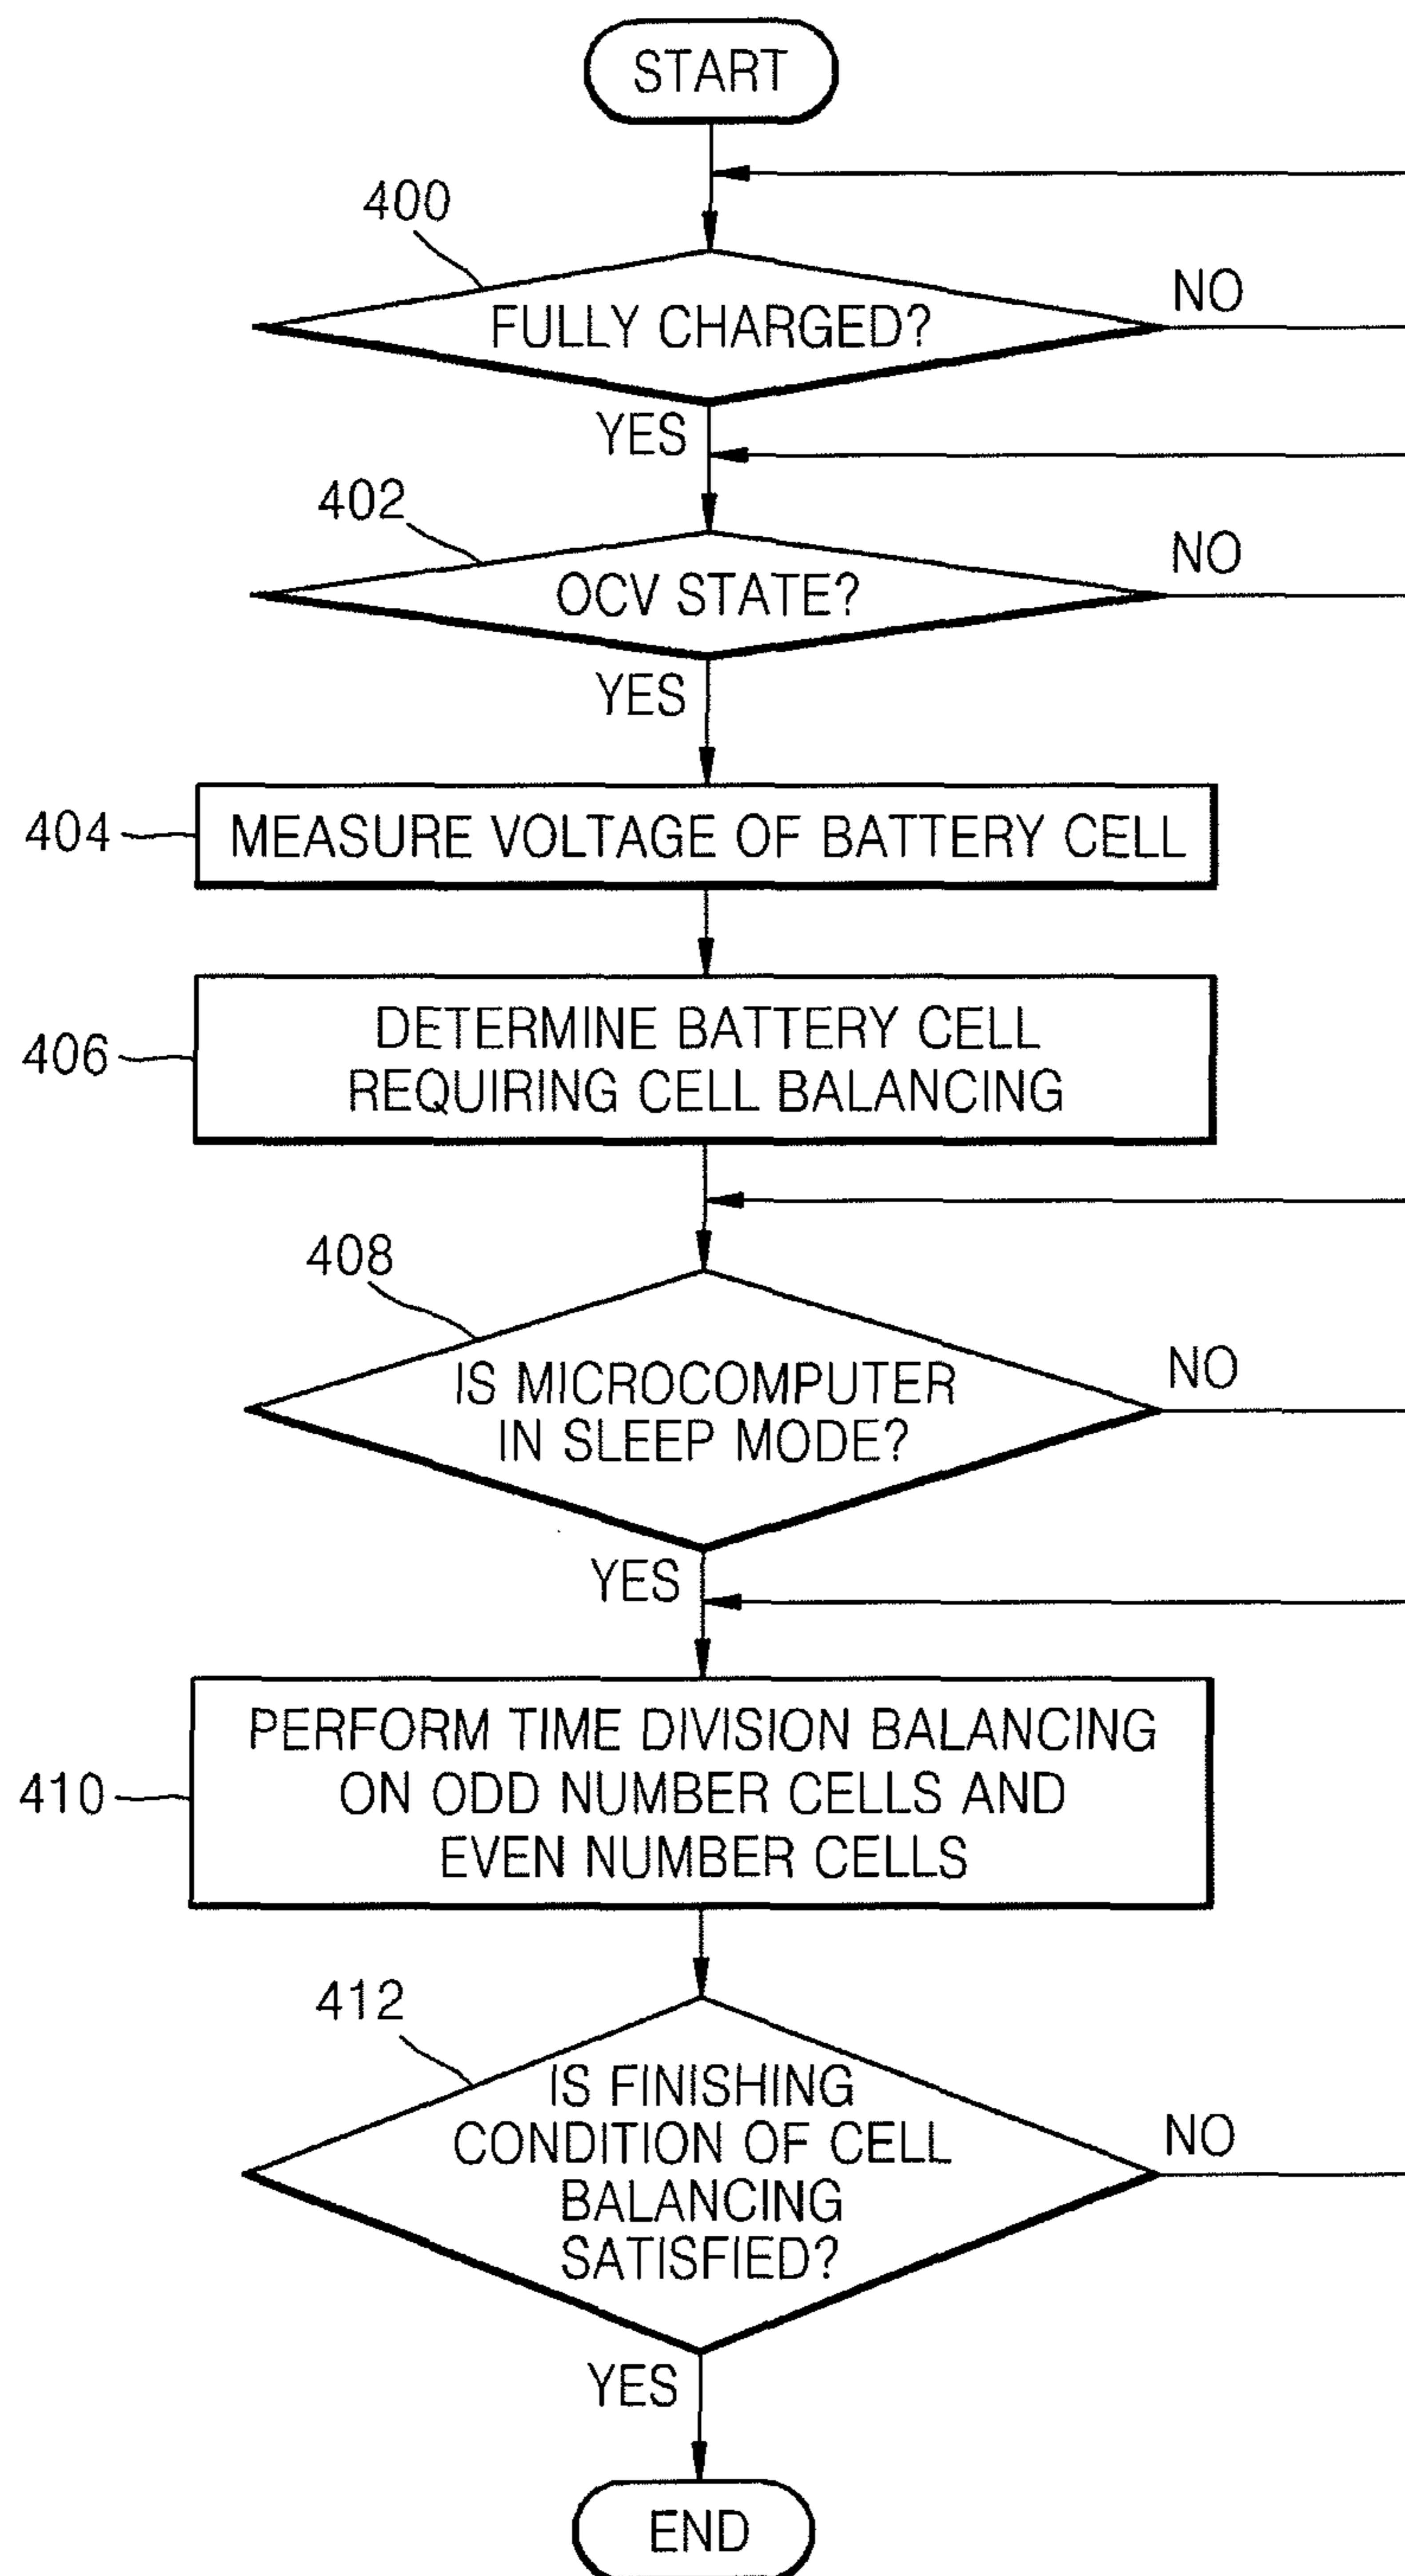 START
400
FULLY CHARGED?
NO
YES
402
OCV STATE?
NO
YES
404
MEASURE VOLTAGE OF BATTERY CELL
406
DETERMINE BATTERY CELL
REQUIRING CELL BALANCING
408
IS MICROCOMPUTER
IN SLEEP MODE?
NO
YES
410
PERFORM TIME DIVISION BALANCING
ON ODD NUMBER CELLS AND
EVEN NUMBER CELLS
412
IS FINISHING
CONDITION OF CELL
BALANCING
SATISFIED?
NO
YES
END